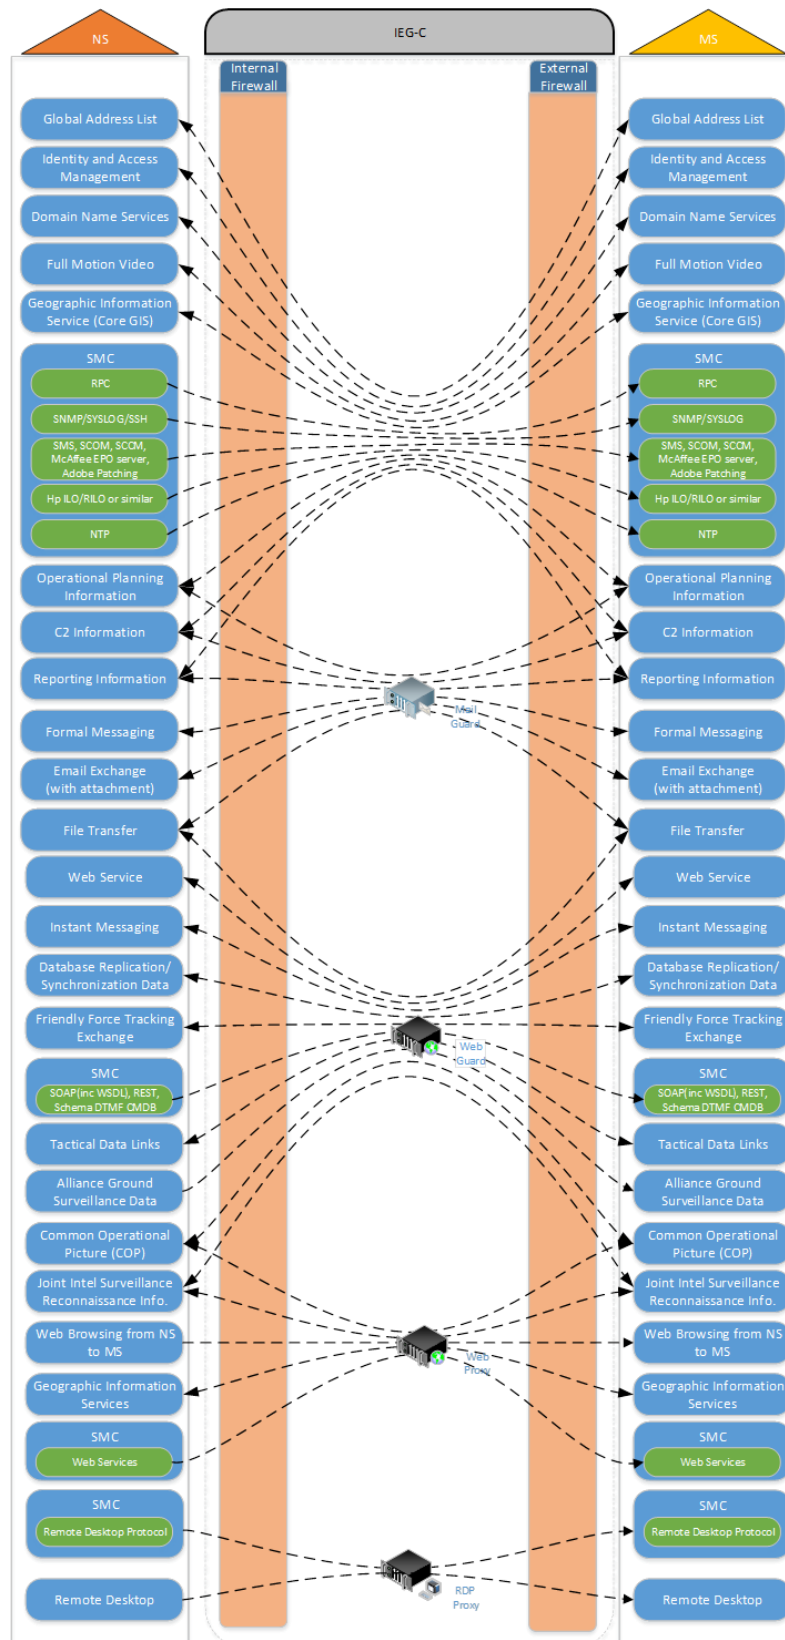 NS
IEG-C
MS
Internal
Firewall
External
Firewall
Global Address List
Identity and Access
Management
Domain Name Services
Full Motion Video
Geographic Information
Service (Core GIS)
SMC
RPC
SNMP/SYSLOG/SSH
SMS, SCOM, SCCM,
McAffee EPO server,
Adobe Patching
Hp ILO/RILO or similar
NTP
Operational Planning
Information
C2 Information
Reporting Information
Formal Messaging
Email Exchange
(with attachment)
File Transfer
Web Service
Instant Messaging
Database Replication/
Synchronization Data
Friendly Force Tracking
Exchange
SMC
SOAP(inc WSDL), REST,
Schema DTMF CMDB
Tactical Data Links
Alliance Ground
Surveillance Data
Common Operational
Picture (COP)
Joint Intel Surveillance
Reconnaissance Info.
Web Browsing from NS
to MS
Geographic Information
Services
SMC
Web Services
SMC
Remote Desktop Protocol
Remote Desktop
Mail
Guard
Web
Guard
Web
Proxy
RDP
Proxy
Global Address List
Identity and Access
Management
Domain Name Services
Full Motion Video
Geographic Information
Service (Core GIS)
SMC
RPC
SNMP/SYSLOG
SMS, SCOM, SCCM,
McAffee EPO server,
Adobe Patching
Hp ILO/RILO or similar
NTP
Operational Planning
Information
C2 Information
Reporting Information
Formal Messaging
Email Exchange
(with attachment)
File Transfer
Web Service
Instant Messaging
Database Replication/
Synchronization Data
Friendly Force Tracking
Exchange
SMC
SOAP(inc WSDL), REST,
Schema DTMF CMDB
Tactical Data Links
Alliance Ground
Surveillance Data
Common Operational
Picture (COP)
Joint Intel Surveillance
Reconnaissance Info.
Web Browsing from NS
to MS
Geographic Information
Services
SMC
Web Services
SMC
Remote Desktop Protocol
Remote Desktop